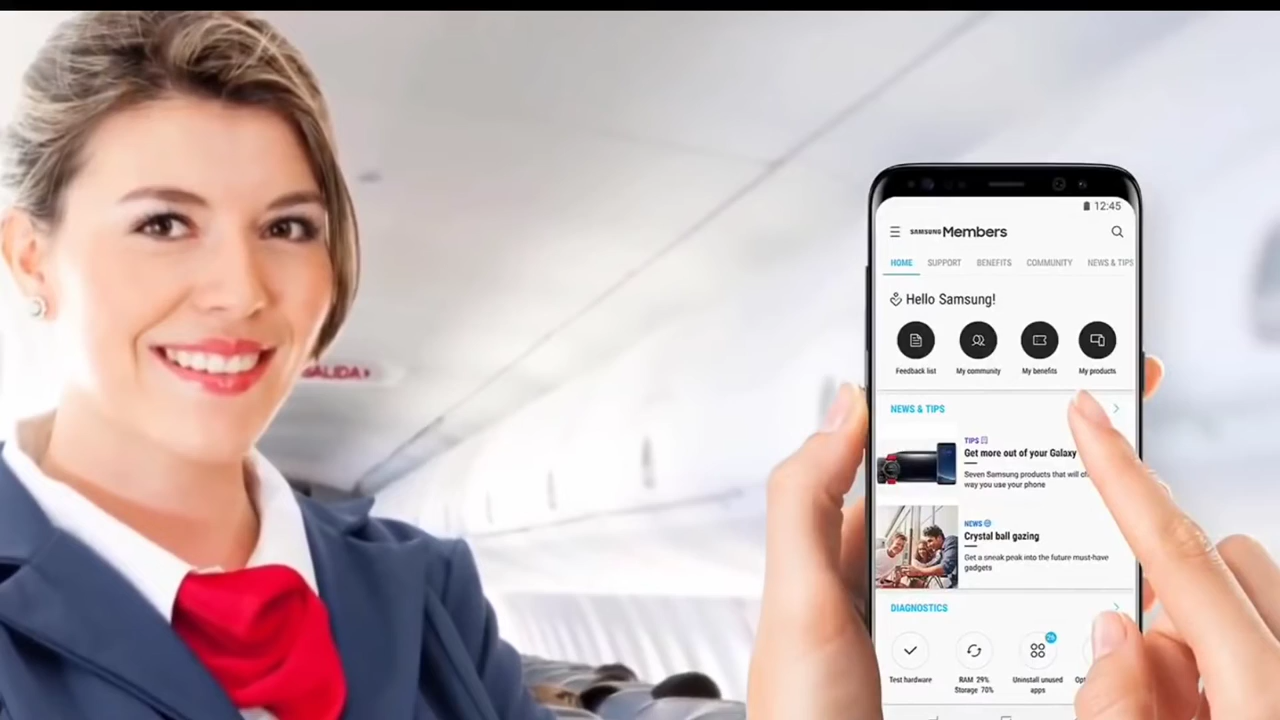 SALIDA
12:45
SAMSUNG Members
HOME SUPPORT BENEFITS COMMUNITY NEWS & TIPS
Hello Samsung!
Feedback list My community My benefits My products
NEWS & TIPS
TIPS
Get more out of your Galaxy
Seven Samsung products that will
way you use your phone
NEWS
Crystal ball gazing
Get a sneak peak into the future must-have
gadgets
DIAGNOSTICS
Test hardware RAM 29% Uninstall unused
Storage 70% apps